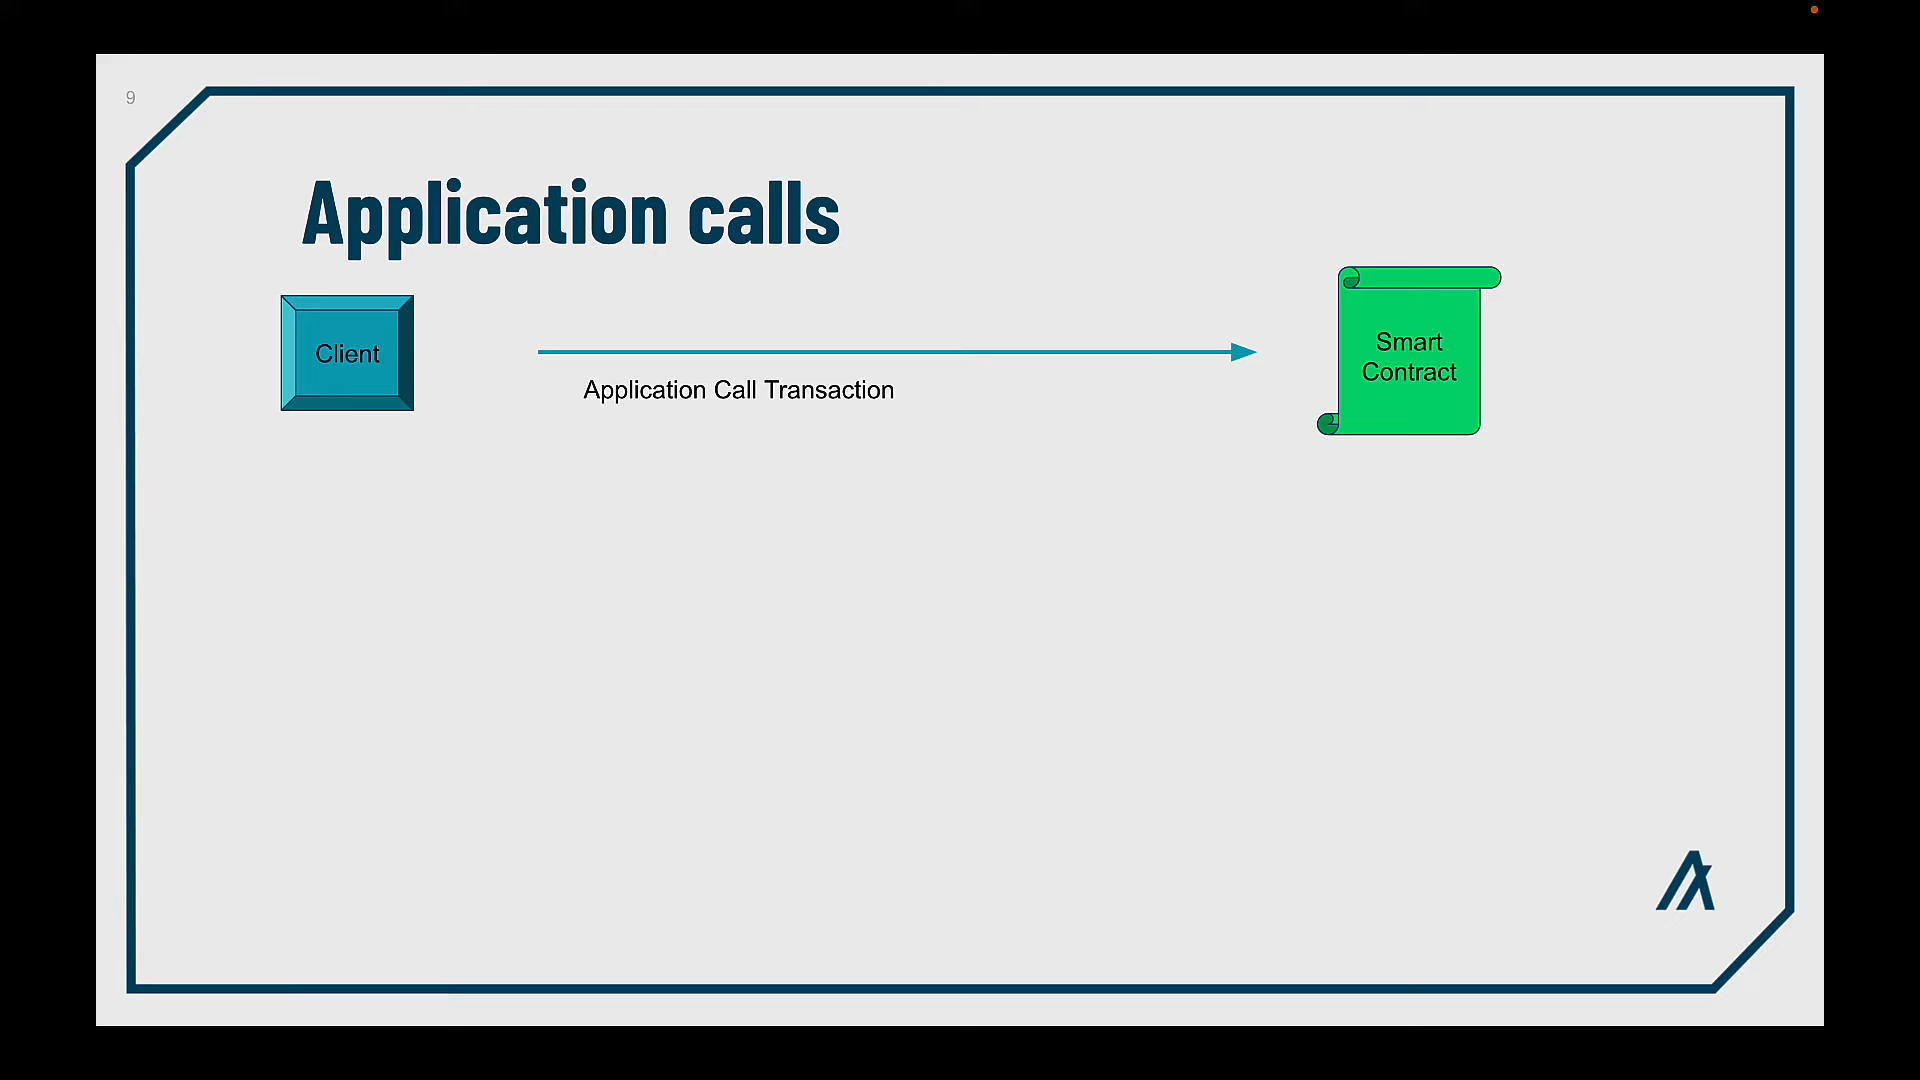 9
Application calls
Client
Application Call Transaction
Smart
Contract